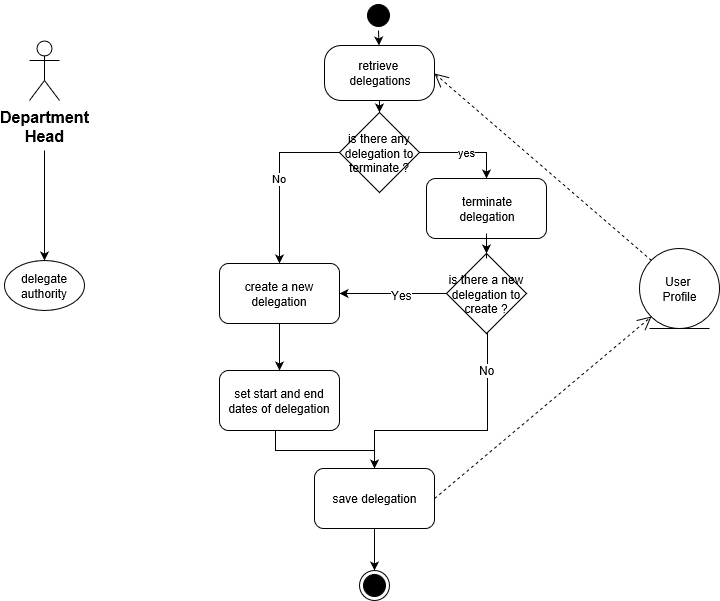 retrieve
delegations
Department
Head
is there any
delegation to
terminate ?
yes
No
terminate
delegation
delegate
authority
create a new
delegation
Yes
is there a new
delegation to
create ?
User
Profile
No
set start and end
dates of delegation
save delegation